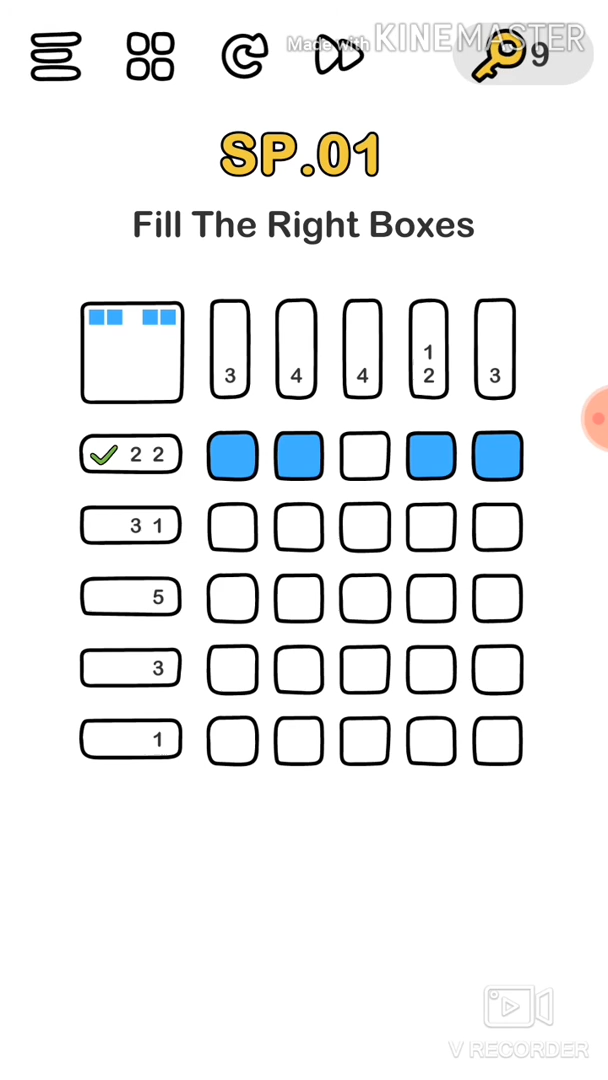 Made with KINEMASTER
9
SP.01
Fill The Right Boxes
3 4 4 1 2 3
2 2
3 1
5
3
1
V RECORDER